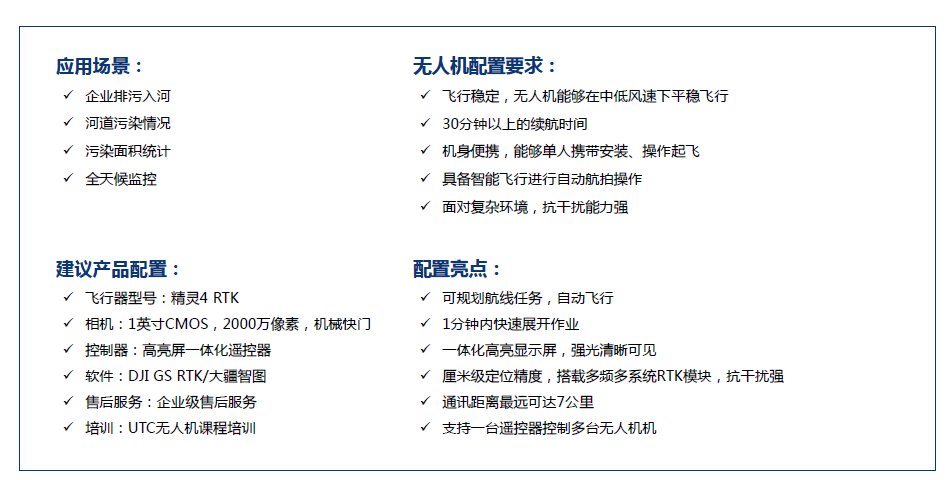 应用场景：
✓ 企业排污入河
✓ 河道污染情况
✓ 污染面积统计
✓ 全天候监控
无人机配置要求：
✓ 飞行稳定，无人机能够在中低风速下平稳飞行
✓ 30分钟以上的续航时间
✓ 机身便携，能够单人携带安装、操作起飞
✓ 具备智能飞行进行自动航拍操作
✓ 面对复杂环境，抗干扰能力强
建议产品配置：
✓ 飞行器型号：精灵4 RTK
✓ 相机：1英寸CMOS，2000万像素，机械快门
✓ 控制器：高亮屏一体化遥控器
✓ 软件：DJI GS RTK/大疆智图
✓ 售后服务：企业级售后服务
✓ 培训：UTC无人机课程培训
配置亮点：
✓ 可规划航线任务，自动飞行
✓ 1分钟内快速展开作业
✓ 一体化高亮显示屏，强光清晰可见
✓ 厘米级定位精度，搭载多频多系统RTK模块，抗干扰强
✓ 通讯距离最远可达7公里
✓ 支持一台遥控器控制多台无人机机